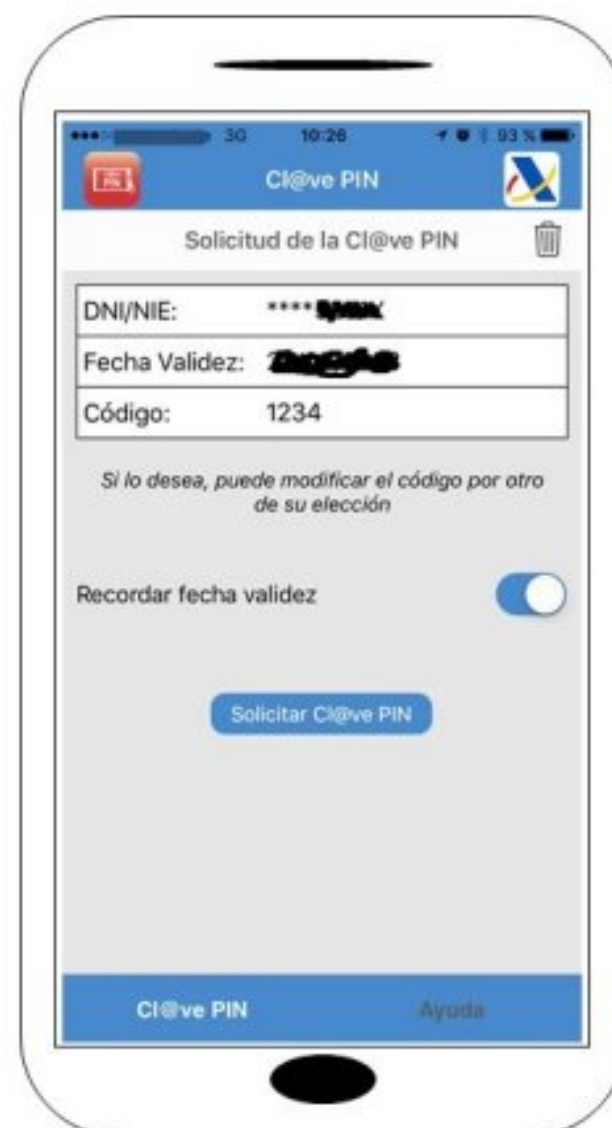 3G 10:26 93 %
PIN
Cl@ve PIN
Solicitud de la Cl@ve PIN
DNI/NIE: ****
Fecha Validez:
Código: 1234
Si lo desea, puede modificar el código por otro
de su elección
Recordar fecha validez
Solicitar Cl@ve PIN
Cl@ve PIN Ayuda